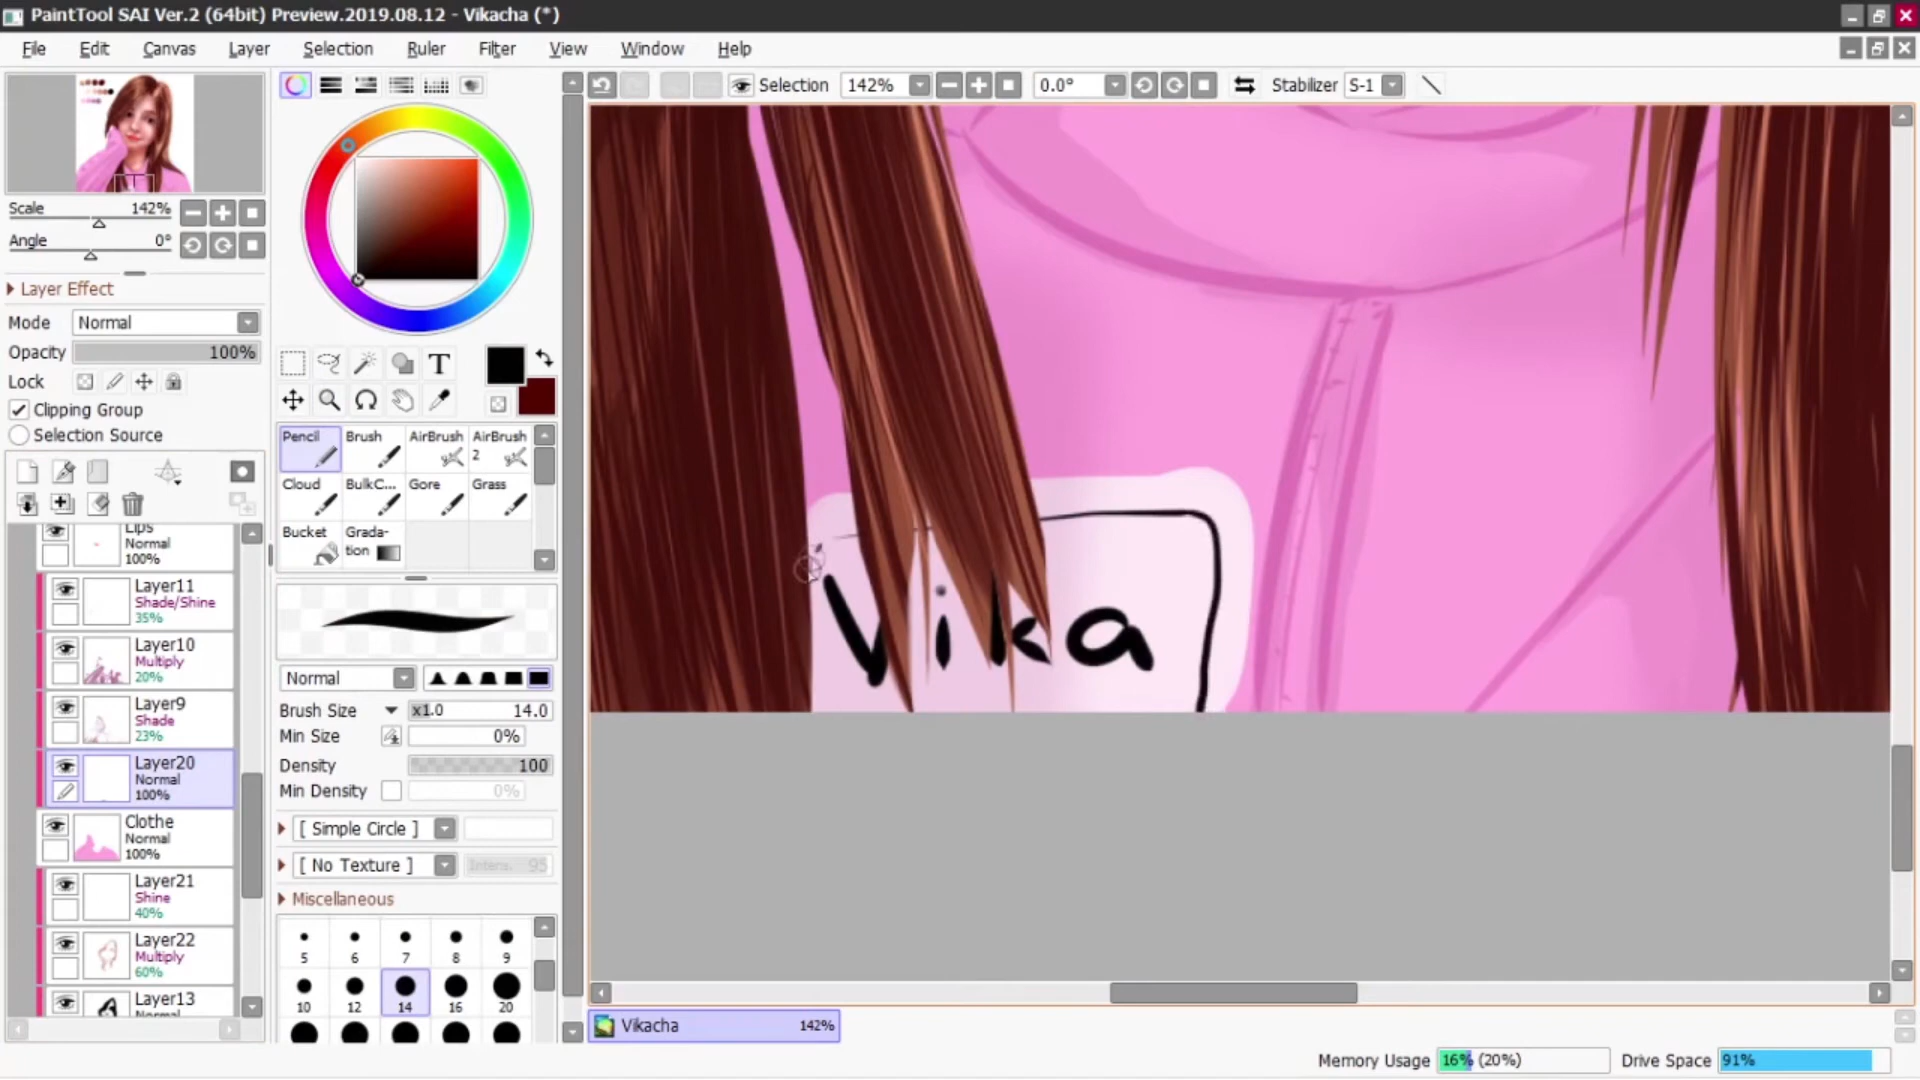 PaintTool SAI Ver.2 (64bit) Preview.2019.08.12 - Vikacha (*)
File Edit Canvas Layer Selection Ruler Filter View Window Help
Selection 142% 0.0° Stabilizer S-1
Scale 142%
Angle 0°
Layer Effect
Mode Normal
Opacity 100%
Lock
Clipping Group
Selection Source
Lips
Normal
100%
Layer11
Shade/Shine
35%
Layer10
Multiply
20%
Layer9
Shade
23%
Layer20
Normal
100%
Clothe
Normal
100%
Layer21
Shine
40%
Layer22
Multiply
60%
Layer13
Normal
T
Pencil Brush AirBrush AirBrush 2
Cloud BulkC... Gore Grass
Bucket Grada-
tion
Normal
Brush Size x1.0 14.0
Min Size 0%
Density 100
Min Density 0%
[ Simple Circle ]
[ No Texture ] Intens. 95
Miscellaneous
5 6 7 8 9
10 12 14 16 20
Vika
Vikacha 142%
Memory Usage 16% (20%) Drive Space 91%